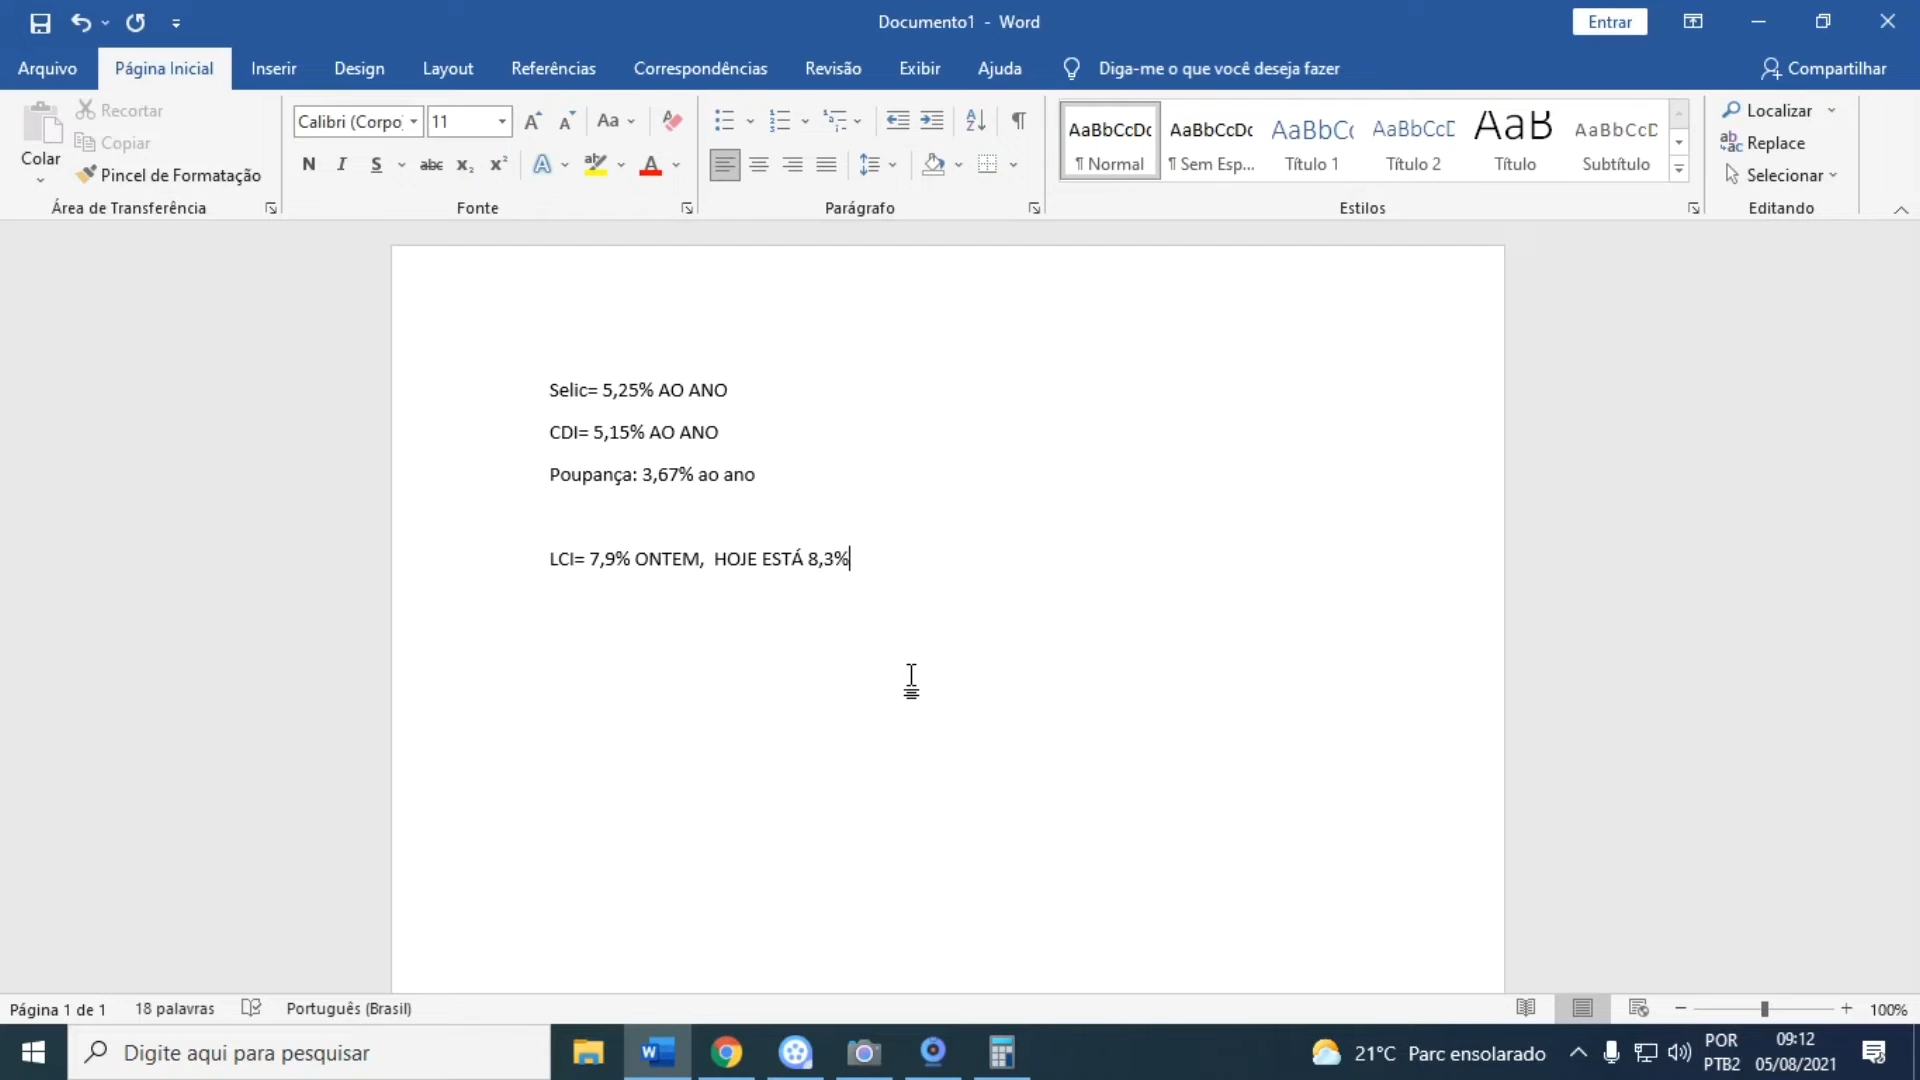 Documento1 - Word
Entrar
Arquivo
Página Inicial
Inserir
Design
Layout
Referências
Correspondências
Revisão
Exibir
Ajuda
Diga-me o que você deseja fazer
Compartilhar
Colar
Recortar
Copiar
Pincel de Formatação
Área de Transferência
Calibri (Corpo
11
Aa
N I S abc x₂ x² A ab A
Fonte
Parágrafo
AaBbCcDc
¶ Normal
AaBbCcDc
¶ Sem Esp...
AaBbCc
Título 1
AaBbCcD
Título 2
AaB
Título
AaBbCcD
Subtítulo
Estilos
Localizar
Replace
Selecionar
Editando
Selic= 5,25% AO ANO
CDI= 5,15% AO ANO
Poupança: 3,67% ao ano
LCI= 7,9% ONTEM,  HOJE ESTÁ 8,3%
Página 1 de 1
18 palavras
Português (Brasil)
100%
Digite aqui para pesquisar
21°C Parc ensolarado
POR
PTB2
09:12
05/08/2021